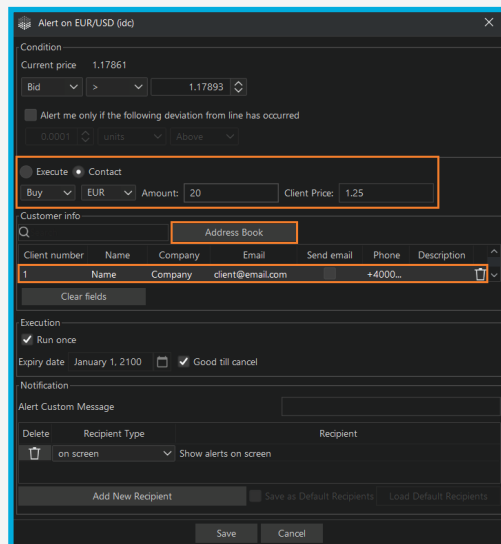 Alert on EUR/USD (idc)
Condition
Current price 1.17861
Bid > 1.17893
Alert me only if the following deviation from line has occurred
0.0001 units Above
Execute Contact
Buy EUR Amount: 20 Client Price: 1.25
Customer info
Address Book
Client number Name Company Email Send email Phone Description
1 Name Company client@email.com +4000...
Clear fields
Execution
Run once
Expiry date January 1, 2100 Good till cancel
Notification
Alert Custom Message
Delete Recipient Type Recipient
on screen Show alerts on screen
Add New Recipient Save as Default Recipients Load Default Recipients
Save Cancel